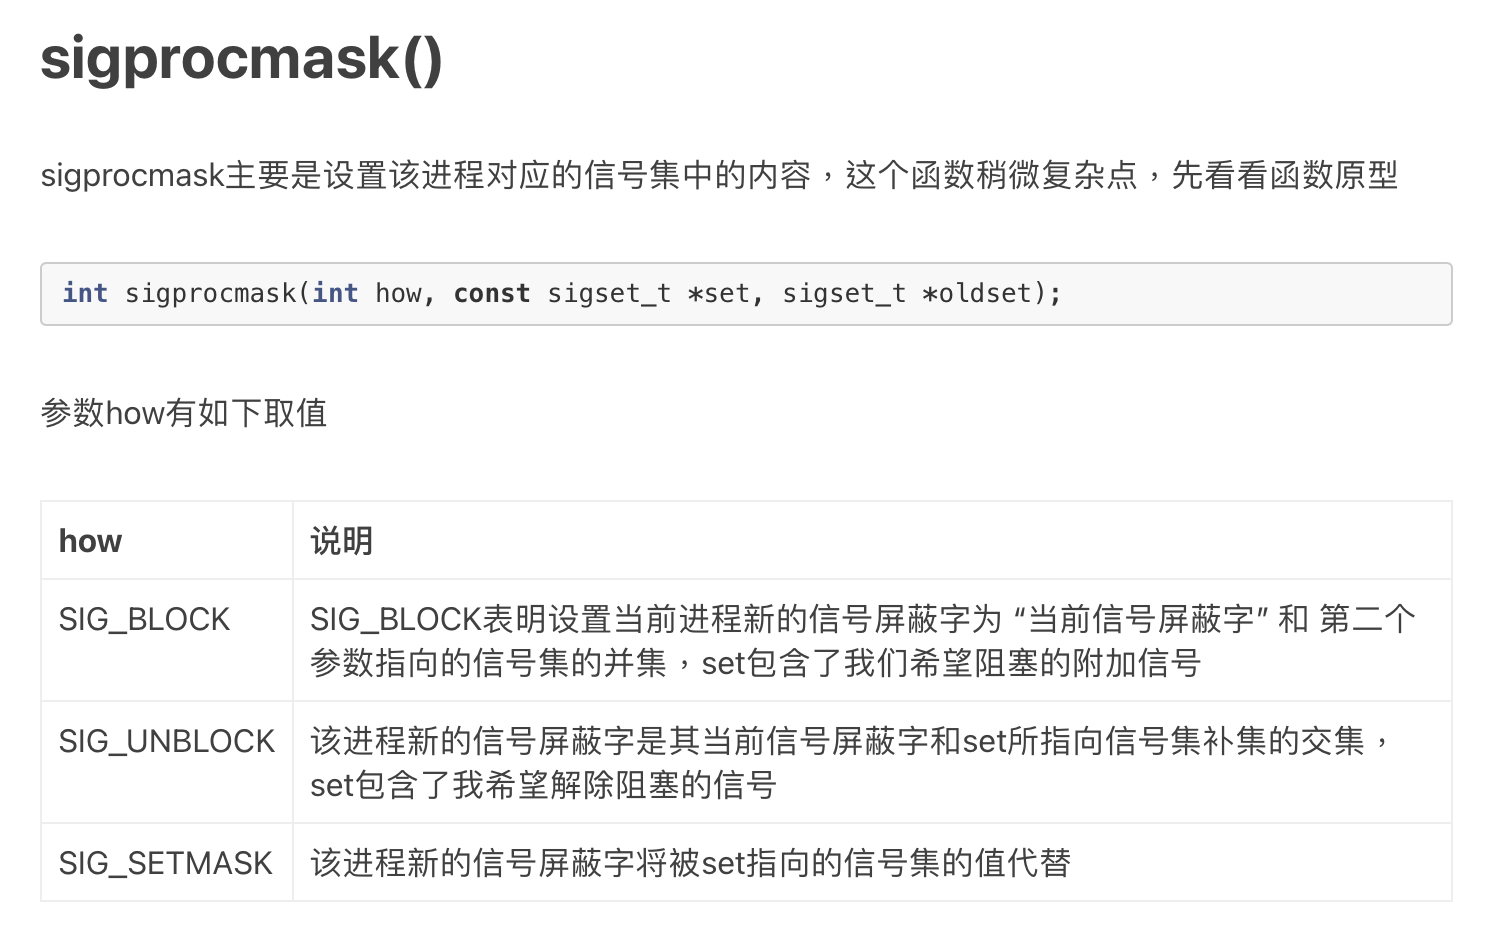 sigprocmask()
sigprocmask主要是设置该进程对应的信号集中的内容，这个函数稍微复杂点，先看看函数原型
int sigprocmask(int how, const sigset_t *set, sigset_t *oldset);
参数how有如下取值
how 说明
SIG_BLOCK SIG_BLOCK表明设置当前进程新的信号屏蔽字为 “当前信号屏蔽字” 和 第二个
参数指向的信号集的并集，set包含了我们希望阻塞的附加信号
SIG_UNBLOCK 该进程新的信号屏蔽字是其当前信号屏蔽字和set所指向信号集补集的交集，
set包含了我希望解除阻塞的信号
SIG_SETMASK 该进程新的信号屏蔽字将被set指向的信号集的值代替